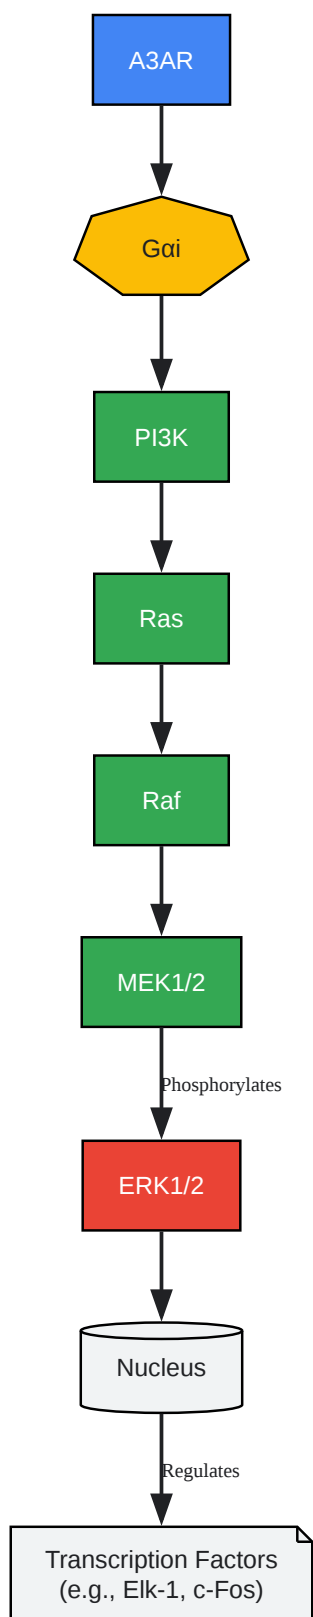 A3AR
Gαi
PI3K
Ras
Raf
MEK1/2
Phosphorylates
ERK1/2
Nucleus
Regulates
Transcription Factors
(e.g., Elk-1, c-Fos)